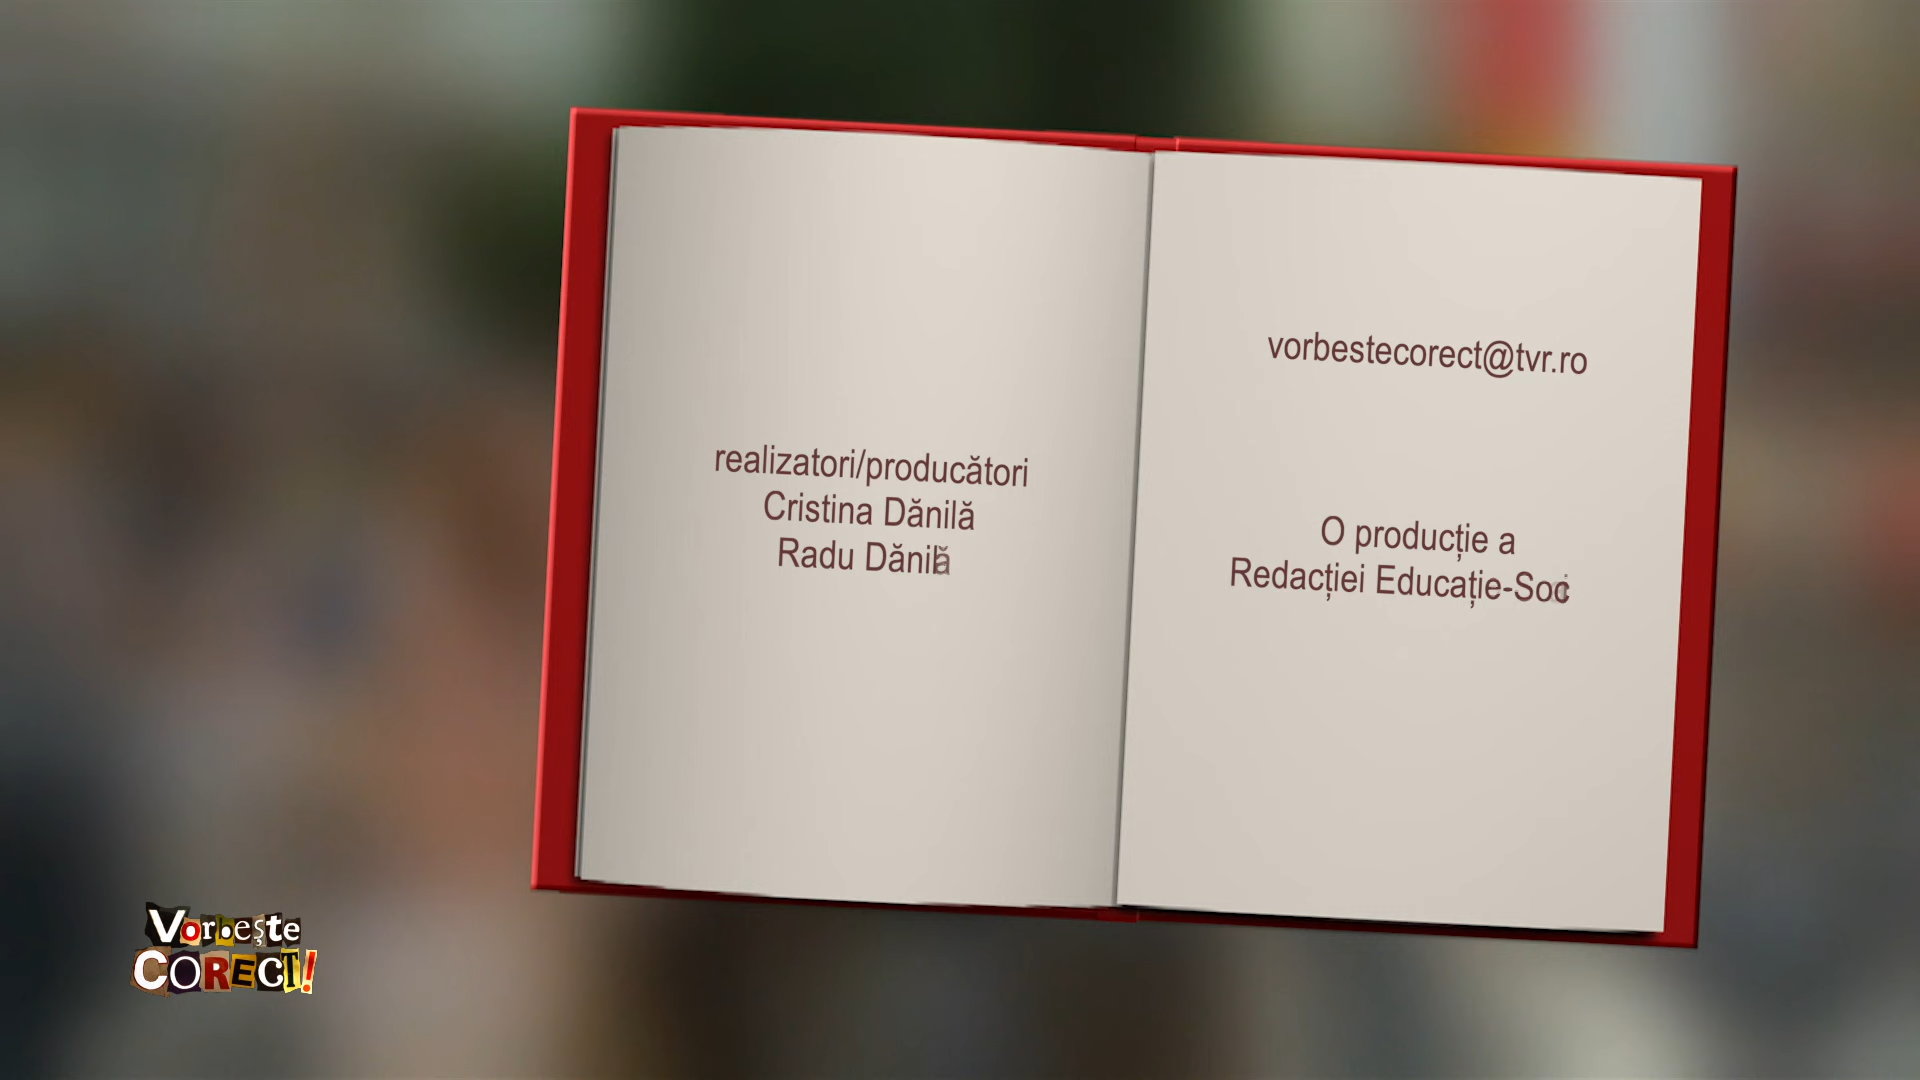 realizatori/producători
Cristina Dănilă
Radu Dănilă
vorbestecorect@tvr.ro
O producție a
Redacției Educație-Soc
Vorbește
CORECT!